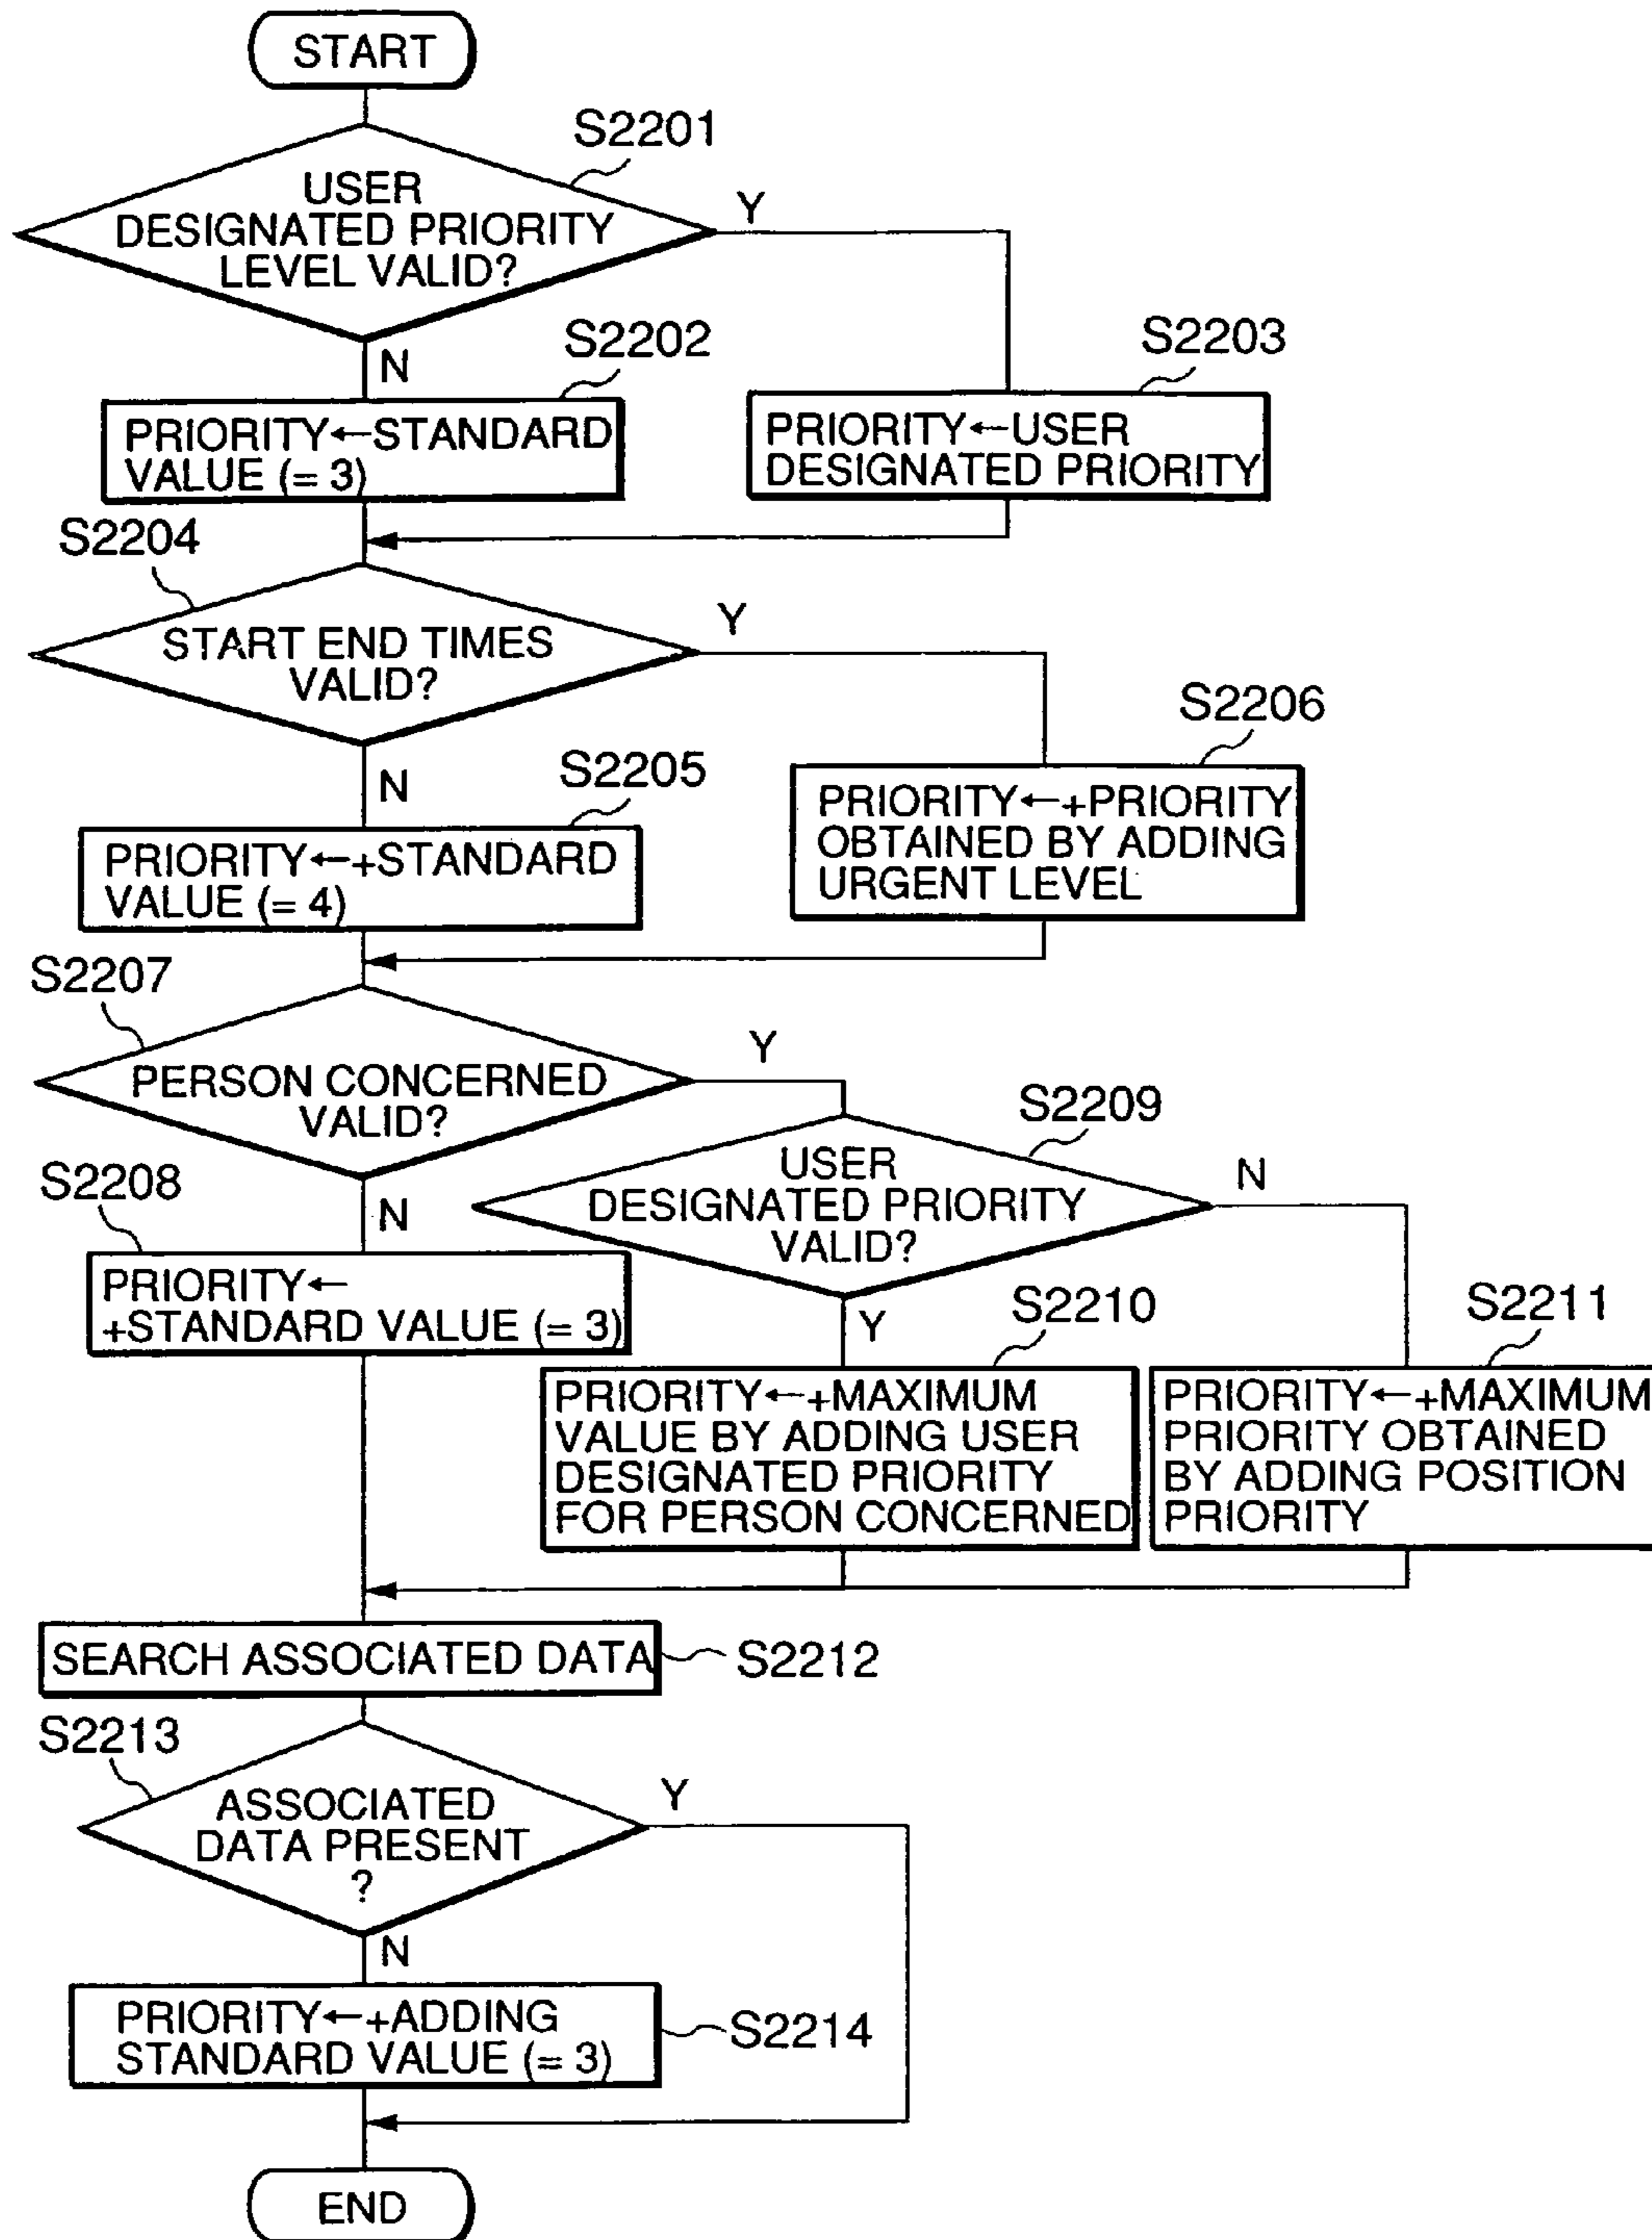 START
S2201
USER
DESIGNATED PRIORITY
LEVEL VALID?
Y
N
S2202
S2203
PRIORITY←STANDARD
VALUE (= 3)
PRIORITY←USER
DESIGNATED PRIORITY
S2204
START END TIMES
VALID?
Y
N
S2205
S2206
PRIORITY←+STANDARD
VALUE (= 4)
PRIORITY←+PRIORITY
OBTAINED BY ADDING
URGENT LEVEL
S2207
PERSON CONCERNED
VALID?
Y
N
S2208
PRIORITY←
+STANDARD VALUE (= 3)
S2209
USER
DESIGNATED PRIORITY
VALID?
N
Y
S2210
PRIORITY←+MAXIMUM
VALUE BY ADDING USER
DESIGNATED PRIORITY
FOR PERSON CONCERNED
S2211
PRIORITY←+MAXIMUM
PRIORITY OBTAINED
BY ADDING POSITION
PRIORITY
SEARCH ASSOCIATED DATA
S2212
S2213
ASSOCIATED
DATA PRESENT
?
Y
N
PRIORITY←+ADDING
STANDARD VALUE (= 3)
S2214
END